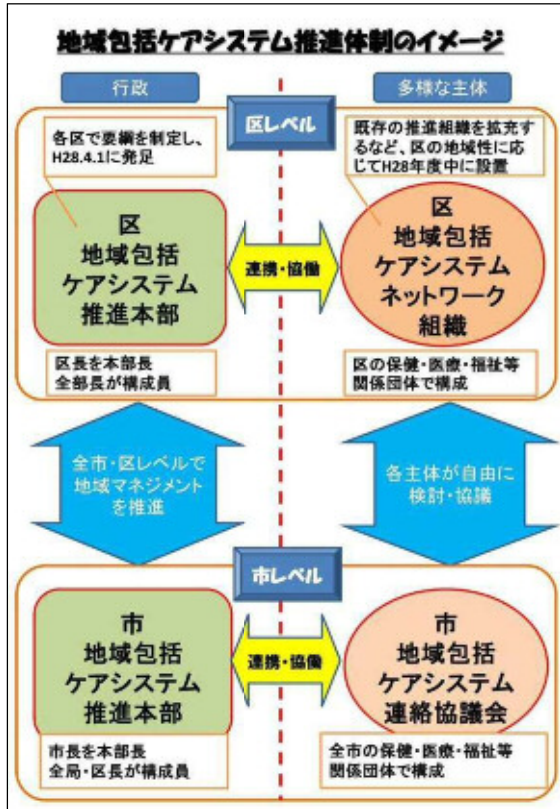 地域包括ケアシステム推進体制のイメージ
行政
多様な主体
区レベル
各区で要綱を制定し、
H28.4.1に発足
既存の推進組織を拡充す
るなど、区の地域性に応
じてH28年度中に設置
区
地域包括
ケアシステム
推進本部
連携・協働
区
地域包括
ケアシステム
ネットワーク
組織
区長を本部長
全部長が構成員
区の保健・医療・福祉等
関係団体で構成
全市・区レベルで
地域マネジメント
を推進
各主体が自由に
検討・協議
市レベル
市
地域包括
ケアシステム
推進本部
連携・協働
市
地域包括
ケアシステム
連絡協議会
市長を本部長
全局・区長が構成員
全市の保健・医療・福祉等
関係団体で構成